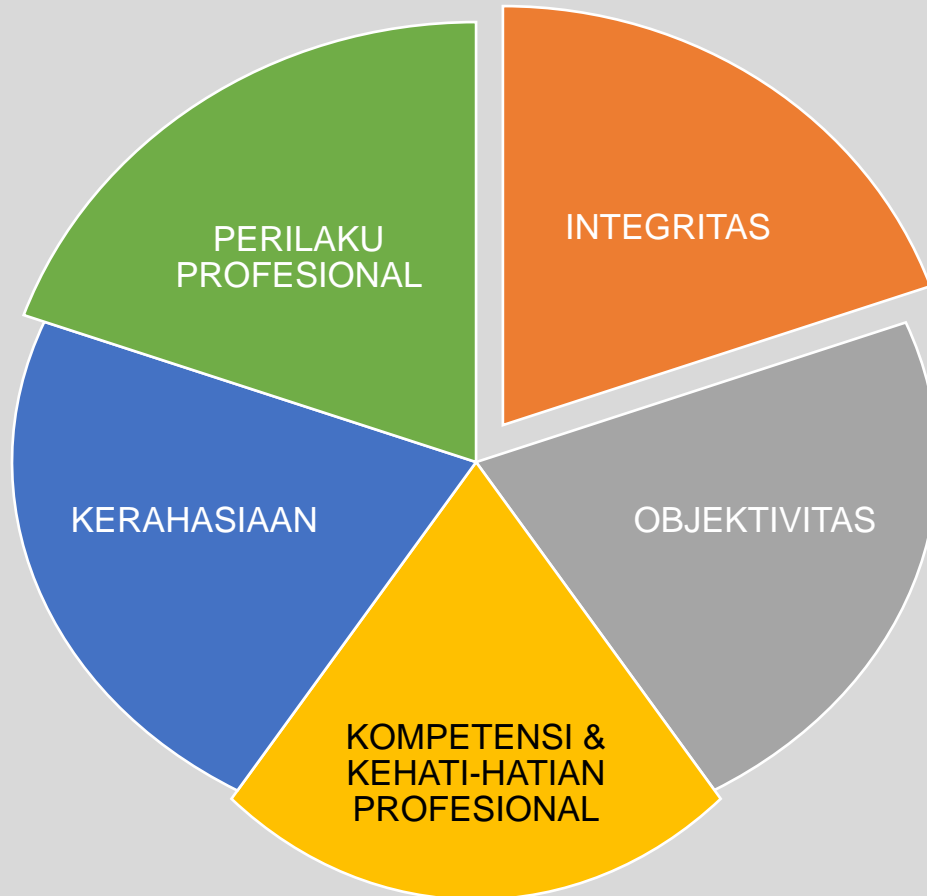 INTEGRITAS
OBJEKTIVITAS
KOMPETENSI &
KEHATI-HATIAN
PROFESIONAL
KERAHASIAAN
PERILAKU
PROFESIONAL